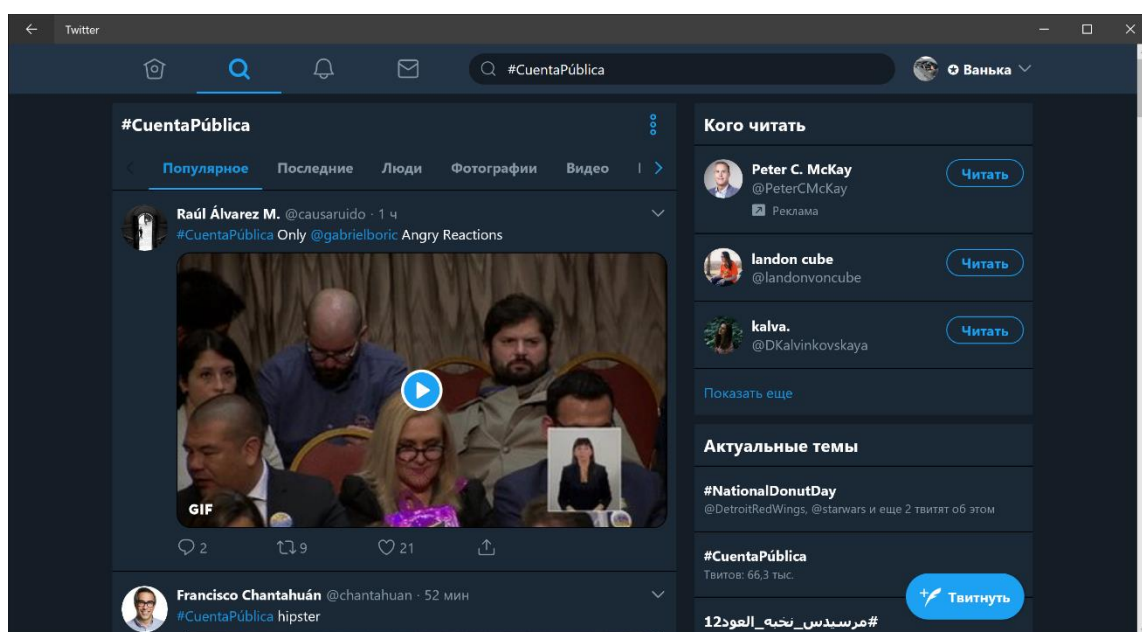 Twitter
#CuentaPública
Ванька
#CuentaPública
Популярное Последние Люди Фотографии Видео
Raúl Álvarez M. @causaruido · 1 ч
#CuentaPública Only @gabrielboric Angry Reactions
GIF
2 9 21
Francisco Chantahuán @chantahuan · 52 мин
#CuentaPública hipster
Кого читать
Peter C. McKay
@PeterCMcKay
Реклама
Читать
landon cube
@landonvoncube
Читать
kalva.
@DKalvinkovskaya
Читать
Показать еще
Актуальные темы
#NationalDonutDay
@DetroitRedWings, @starwars и еще 2 твитят об этом
#CuentaPública
Твитов: 66,3 тыс.
#مرسيدس_نخبه_العود12
Твитнуть